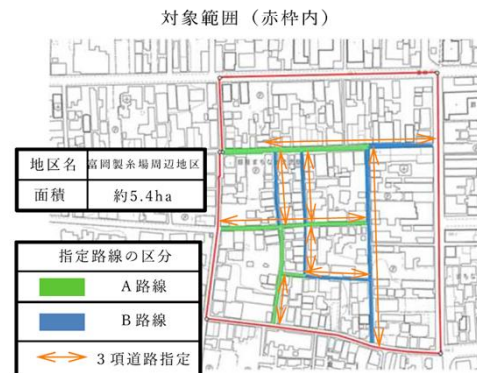 対象範囲（赤枠内）
地区名 富岡製糸場周辺地区
面積 約5.4ha
指定路線の区分
A路線
B路線
3項道路指定